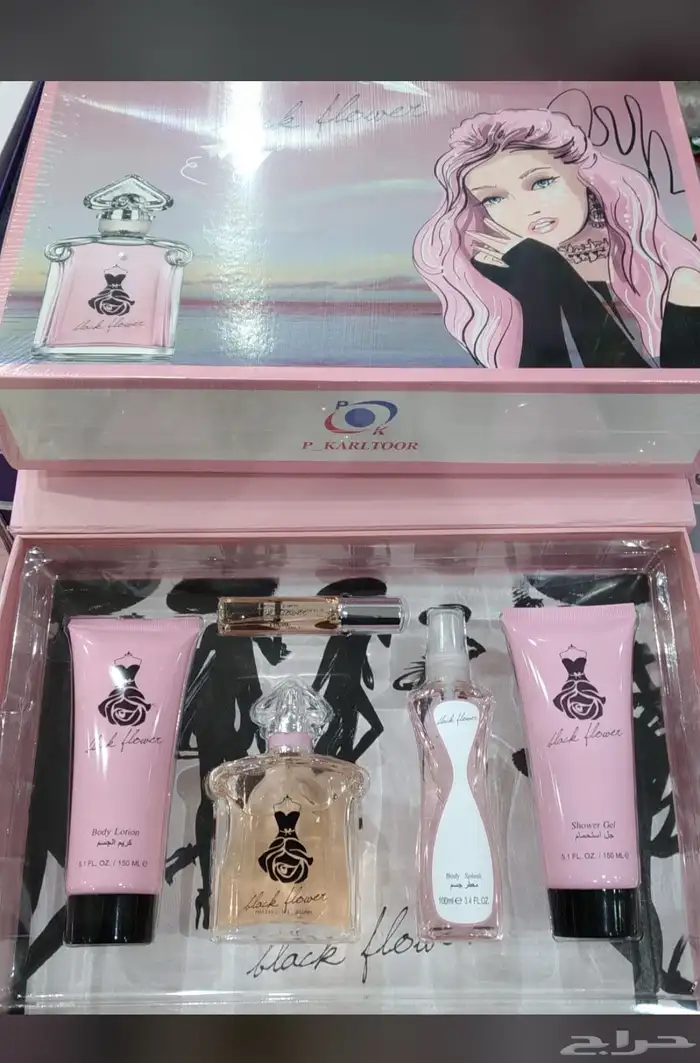 black flower
black flower
P K
P_KARLTOOR
black flower
Body Lotion
كريم الجسم
5.1 FL. OZ. / 150 ML e
black flower
black flower
Body Splash
معطر جسم
100ml e 3.4 FL.OZ.
black flower
Shower Gel
جل استحمام
5.1 FL. OZ. / 150 ML e
black flow
حراج